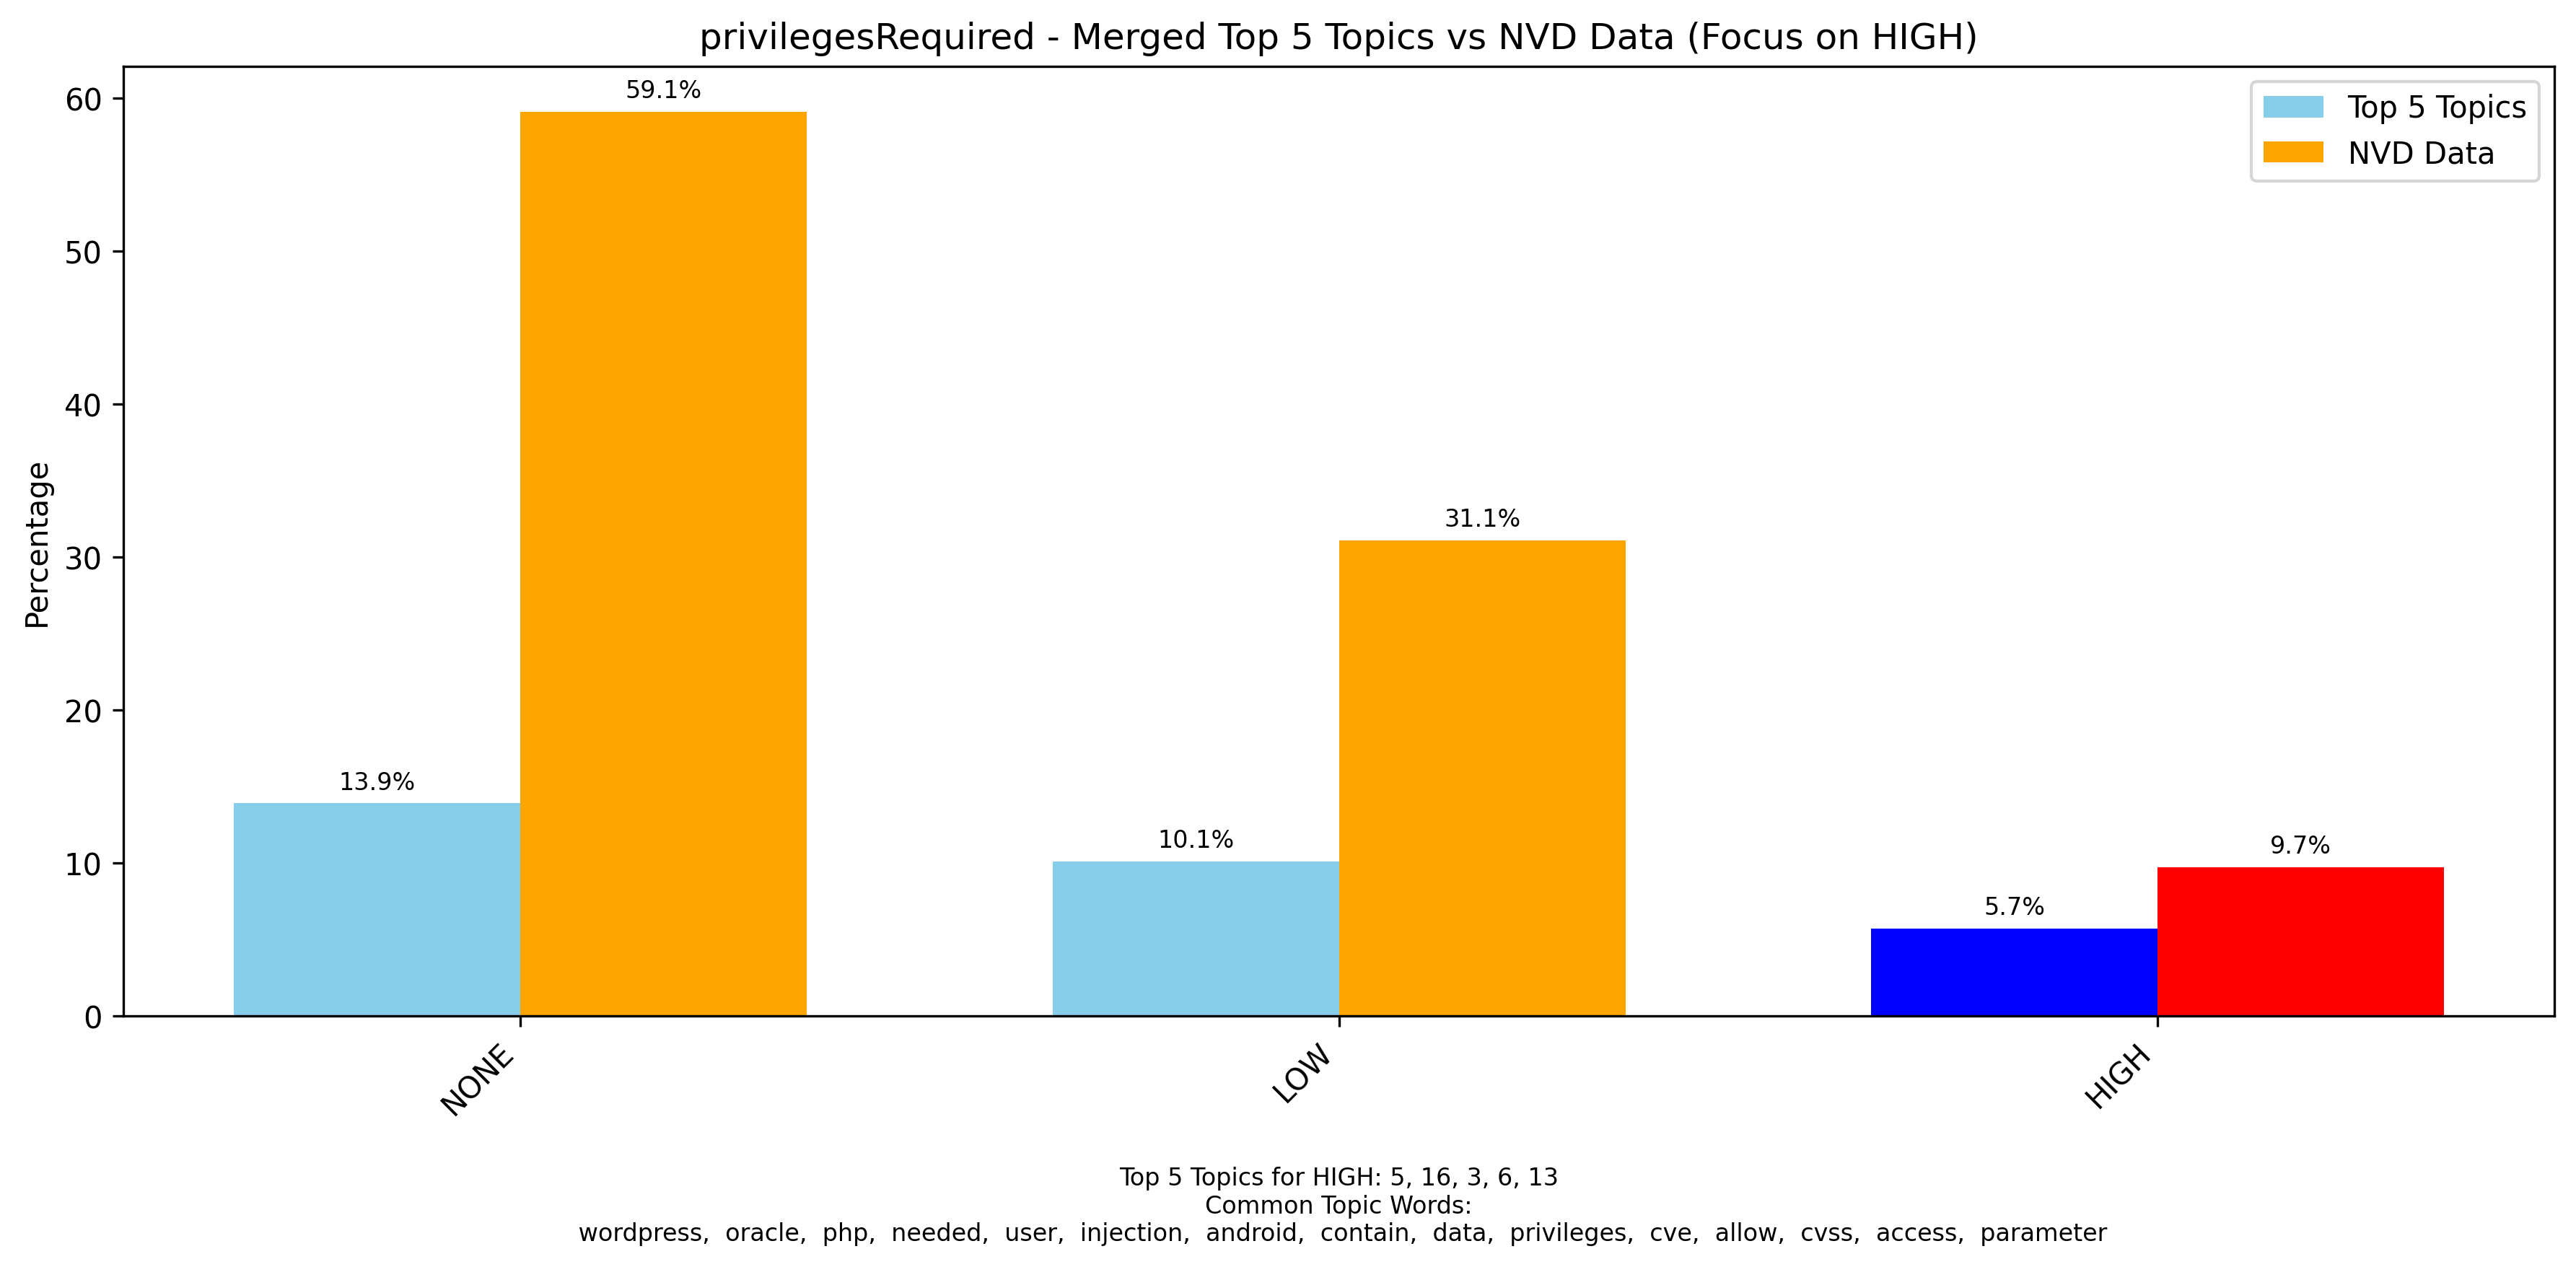 privilegesRequired - Merged Top 5 Topics vs NVD Data (Focus on HIGH)
Top 5 Topics
NVD Data
Percentage
60
50
40
30
20
10
0
59.1%
13.9%
31.1%
10.1%
9.7%
5.7%
NONE
LOW
HIGH
Top 5 Topics for HIGH: 5, 16, 3, 6, 13
Common Topic Words:
wordpress, oracle, php, needed, user, injection, android, contain, data, privileges, cve, allow, cvss, access, parameter